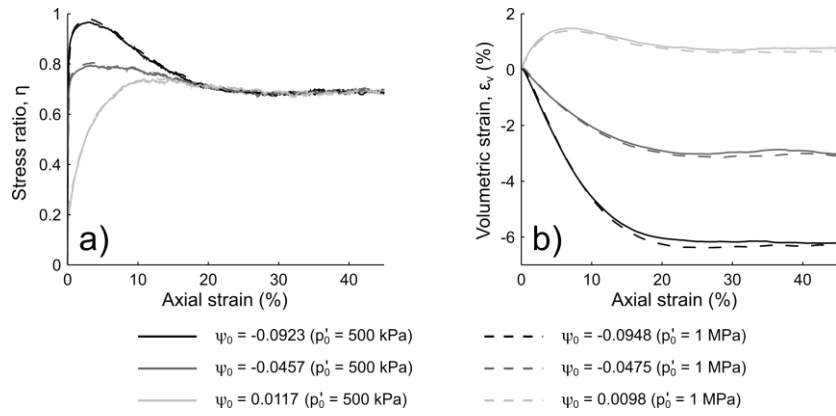 1
0.8
0.6
0.4
0.2
0
Stress ratio, η
a)
0 10 20 30 40
Axial strain (%)
2
0
-2
-4
-6
Volumetric strain, εv (%)
b)
0 10 20 30 40
Axial strain (%)
ψ0 = -0.0923 (p'0 = 500 kPa)
ψ0 = -0.0457 (p'0 = 500 kPa)
ψ0 = 0.0117 (p'0 = 500 kPa)
ψ0 = -0.0948 (p'0 = 1 MPa)
ψ0 = -0.0475 (p'0 = 1 MPa)
ψ0 = 0.0098 (p'0 = 1 MPa)